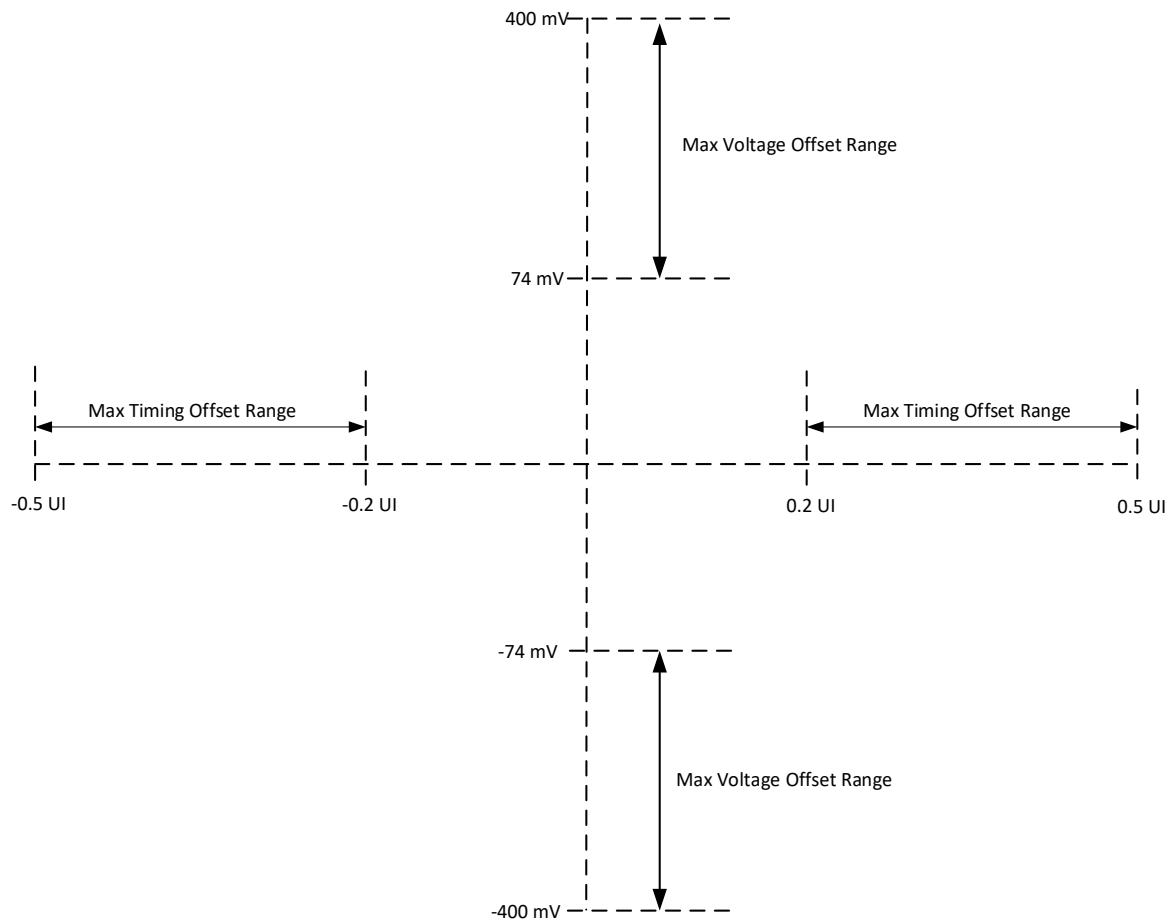 400 mV
Max Voltage Offset Range
74 mV
Max Timing Offset Range
Max Timing Offset Range
-0.5 UI
-0.2 UI
0.2 UI
0.5 UI
-74 mV
Max Voltage Offset Range
-400 mV